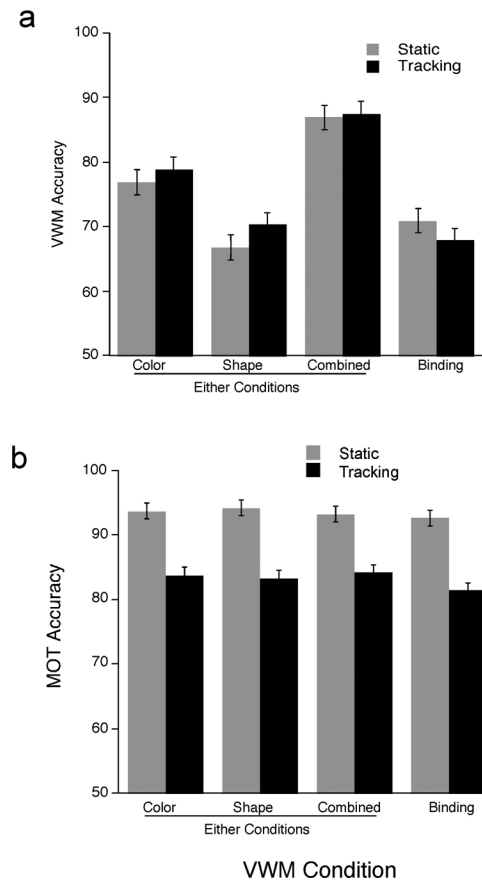 a
100
Static
Tracking
90
80
70
60
50
VWM Accuracy
Color Shape Combined Binding
Either Conditions
b
Static
Tracking
100
90
80
70
60
50
MOT Accuracy
Color Shape Combined Binding
Either Conditions
VWM Condition